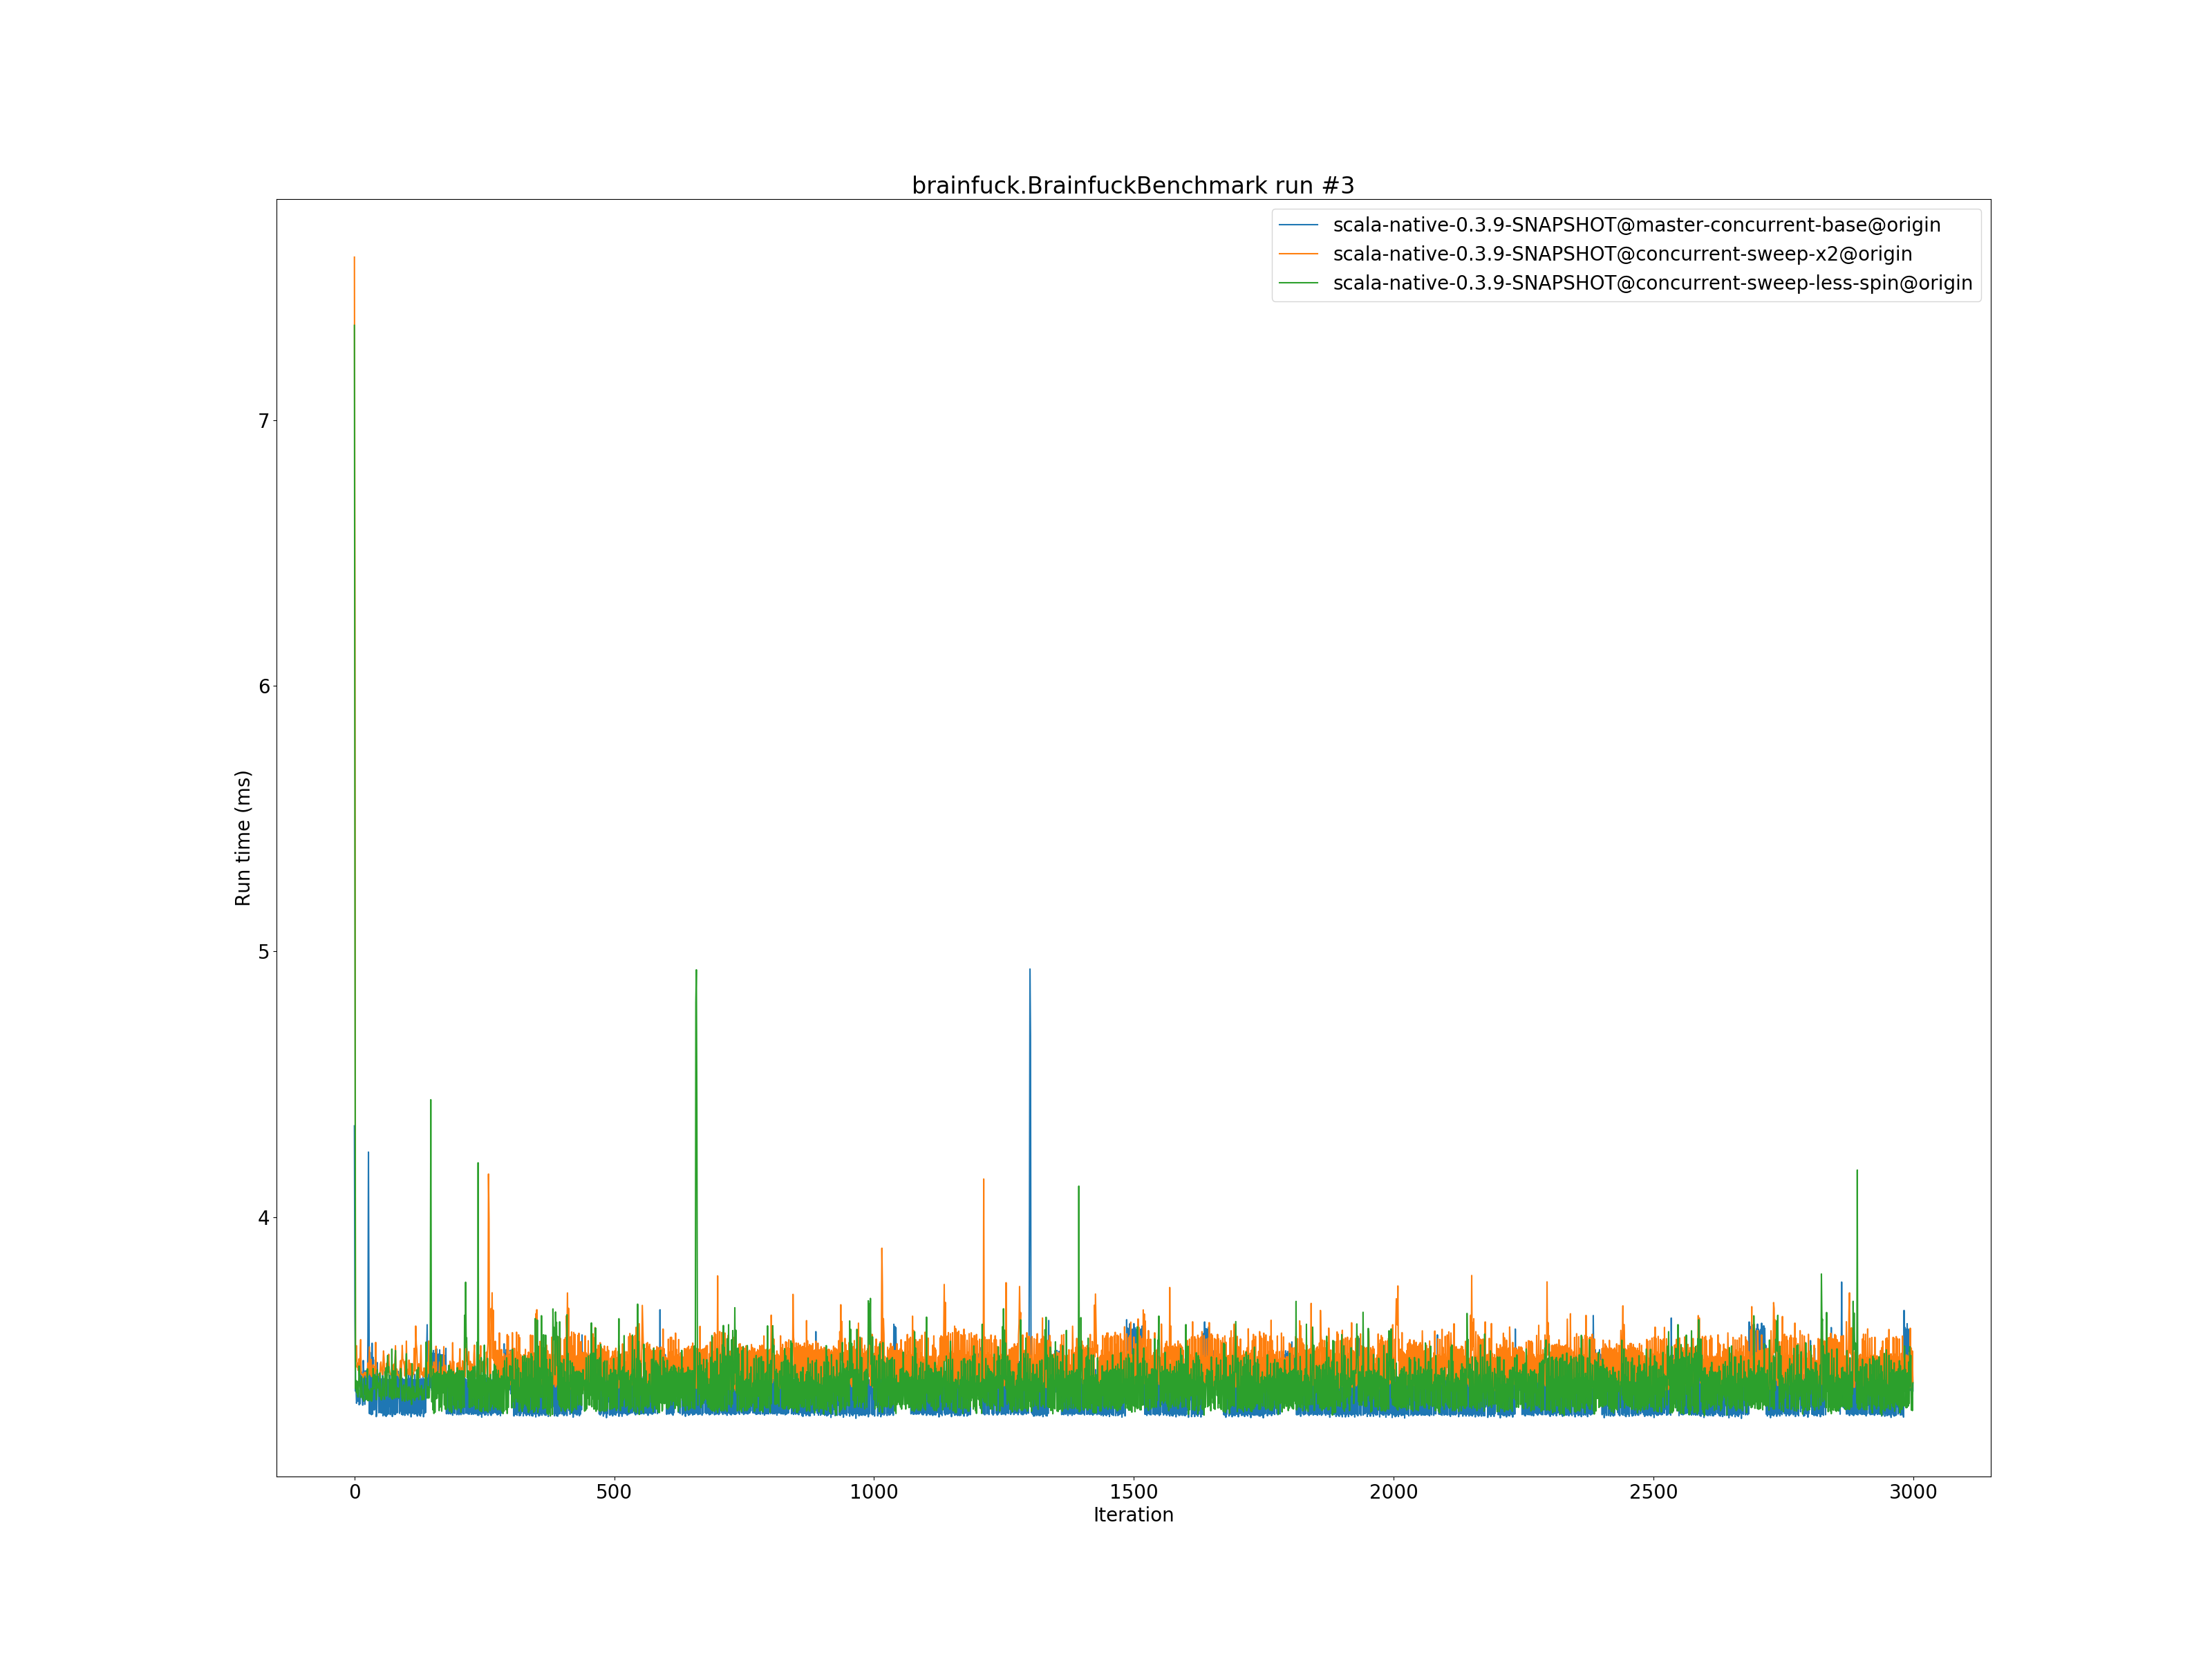 brainfuck.BrainfuckBenchmark run #3
scala-native-0.3.9-SNAPSHOT@master-concurrent-base@origin
scala-native-0.3.9-SNAPSHOT@concurrent-sweep-x2@origin
scala-native-0.3.9-SNAPSHOT@concurrent-sweep-less-spin@origin
7
6
5
4
Run time (ms)
0 500 1000 1500 2000 2500 3000
Iteration